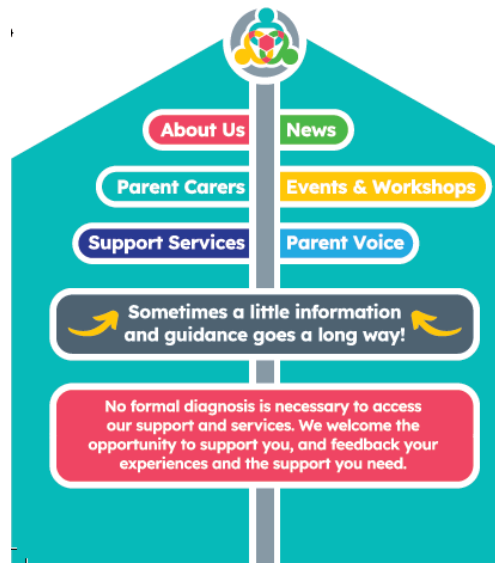 About Us
News
Parent Carers
Events & Workshops
Support Services
Parent Voice
Sometimes a little information
and guidance goes a long way!
No formal diagnosis is necessary to access
our support and services. We welcome the
opportunity to support you, and feedback your
experiences and the support you need.